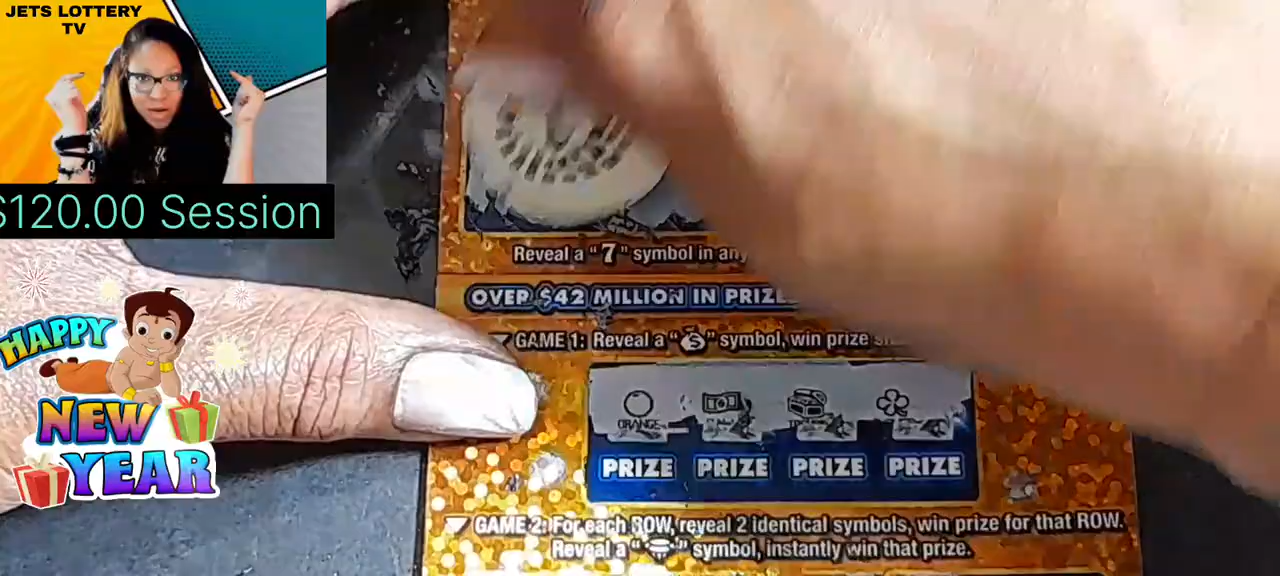 JETS LOTTERY
TV
$120.00 Session
HAPPY
NEW
YEAR
Reveal a "7" symbol in any
OVER $42 MILLION IN PRIZE
GAME 1: Reveal a " " symbol, win prize
ORANGE
PRIZE PRIZE PRIZE PRIZE
GAME 2: For each ROW, reveal 2 identical symbols, win prize for that ROW.
Reveal a " " symbol, instantly win that prize.